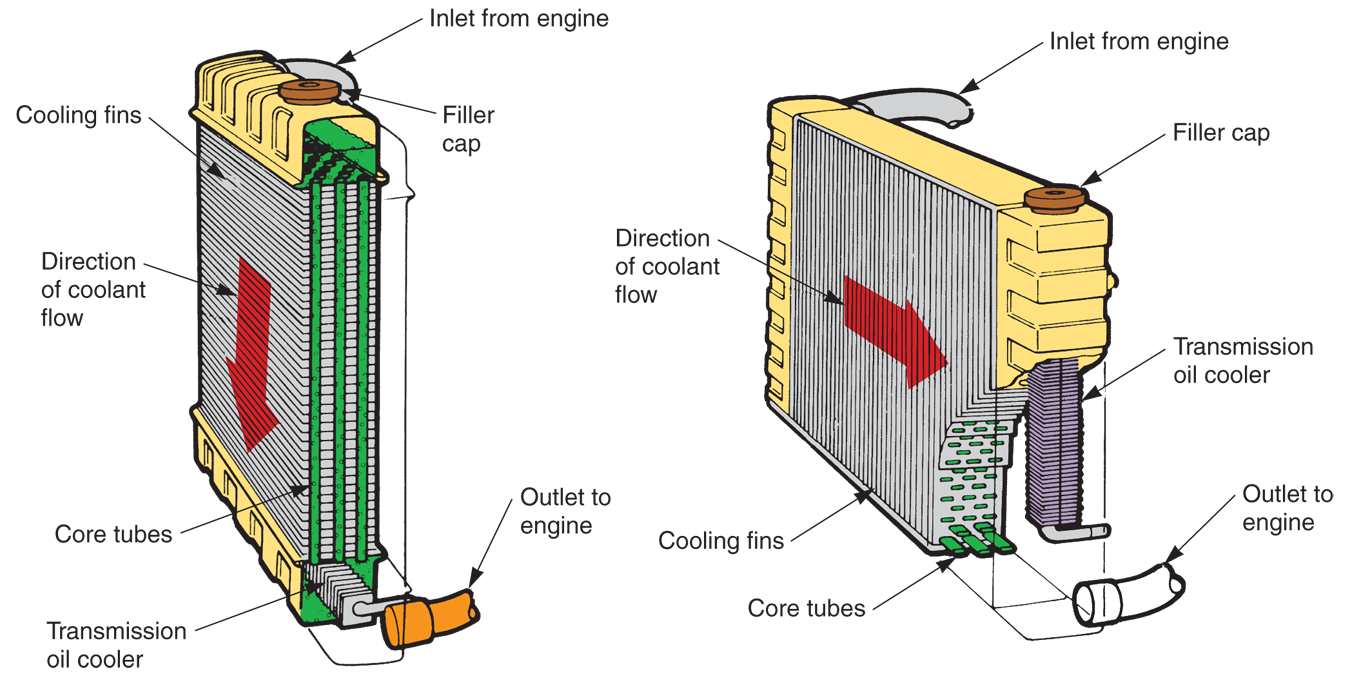 Inlet from engine
Filler
cap
Cooling fins
Direction
of coolant
flow
Core tubes
Outlet to
engine
Transmission
oil cooler
Inlet from engine
Filler cap
Direction
of coolant
flow
Transmission
oil cooler
Cooling fins
Outlet to
engine
Core tubes